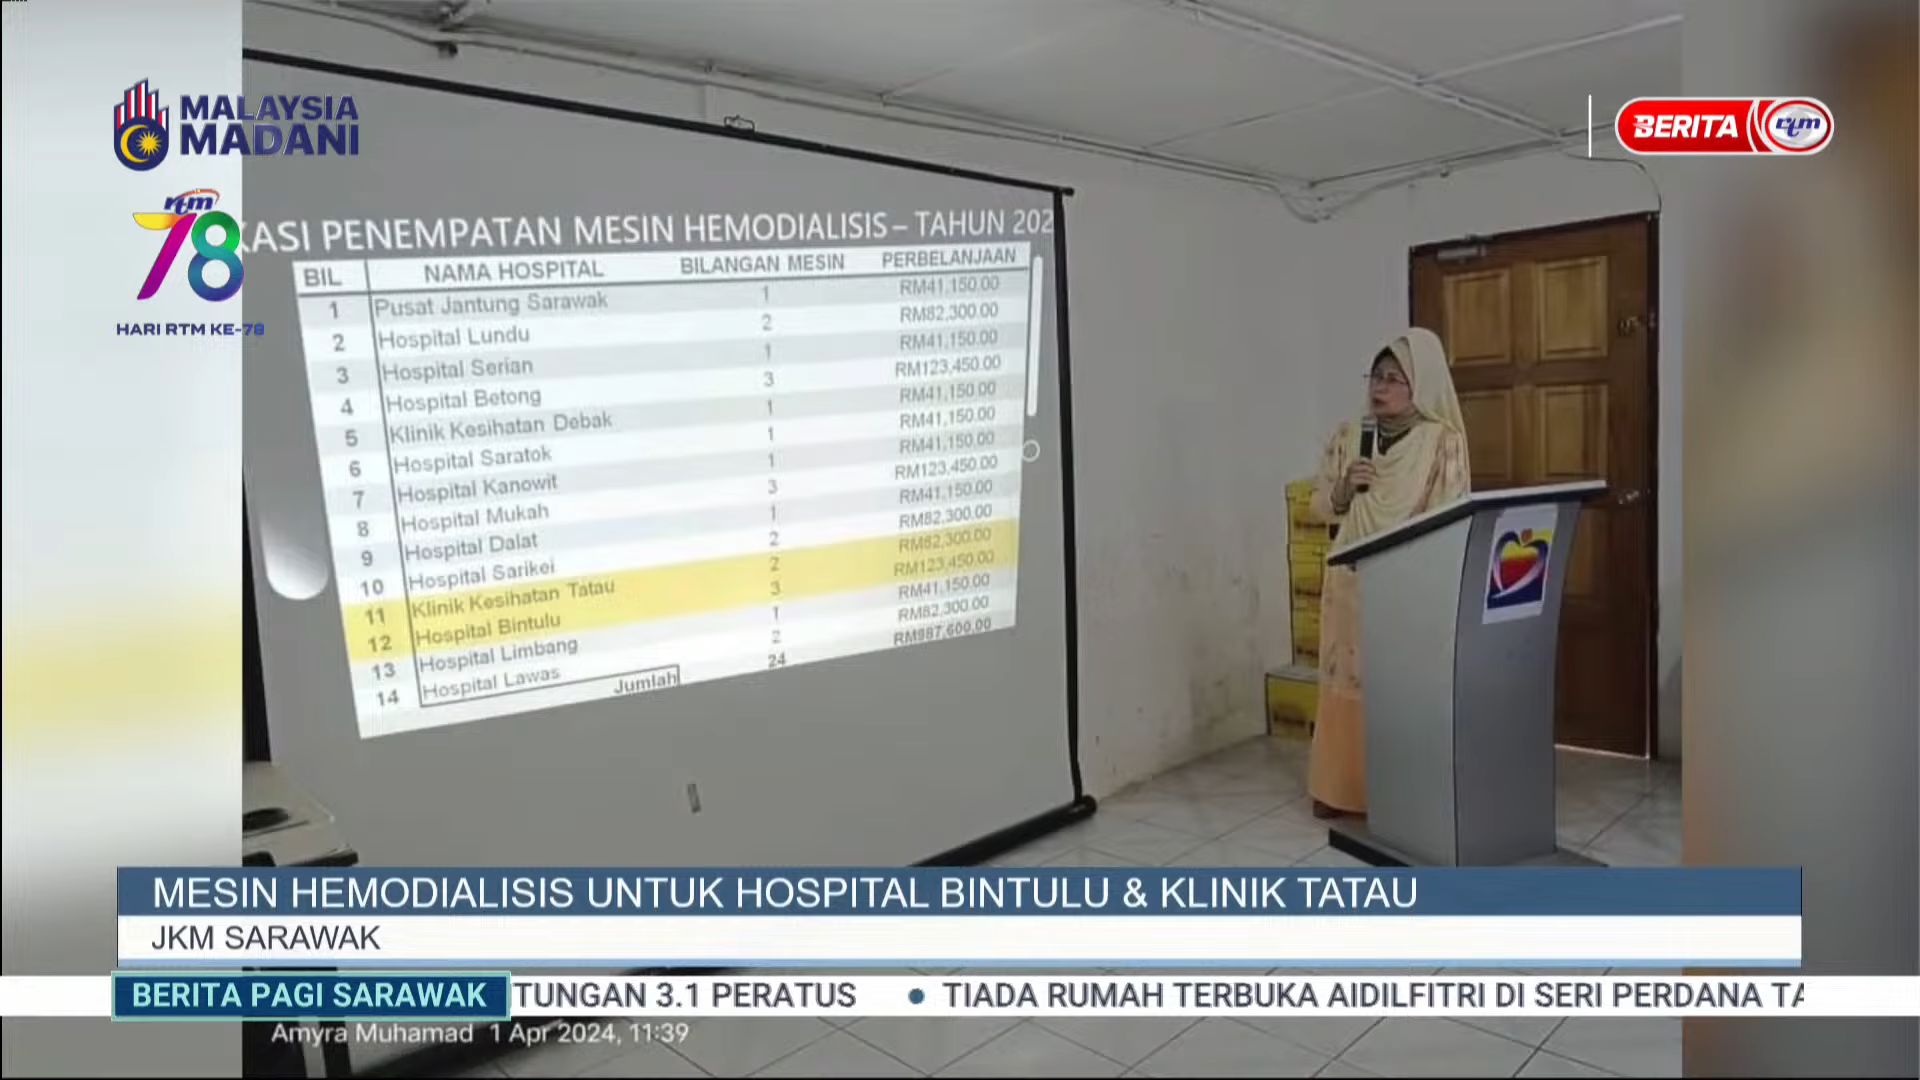 MALAYSIA
MADANI
rtm
78
HARI RTM KE-78
BERITA rtm
KASI PENEMPATAN MESIN HEMODIALISIS – TAHUN 202
BIL NAMA HOSPITAL BILANGAN MESIN PERBELANJAAN
1 Pusat Jantung Sarawak 1 RM41,150.00
2 Hospital Lundu 2 RM82,300.00
3 Hospital Serian 1 RM41,150.00
4 Hospital Betong 3 RM123,450.00
5 Klinik Kesihatan Debak 1 RM41,150.00
6 Hospital Saratok 1 RM41,150.00
7 Hospital Kanowit 1 RM41,150.00
8 Hospital Mukah 3 RM123,450.00
9 Hospital Dalat 1 RM41,150.00
10 Hospital Sarikei 2 RM82,300.00
11 Klinik Kesihatan Tatau 2 RM82,300.00
12 Hospital Bintulu 3 RM123,450.00
13 Hospital Limbang 1 RM41,150.00
14 Hospital Lawas 2 RM82,300.00
Jumlah 24 RM987,600.00
MESIN HEMODIALISIS UNTUK HOSPITAL BINTULU & KLINIK TATAU
JKM SARAWAK
BERITA PAGI SARAWAK TUNGAN 3.1 PERATUS • TIADA RUMAH TERBUKA AIDILFITRI DI SERI PERDANA TA
Amyra Muhamad 1 Apr 2024, 11:39